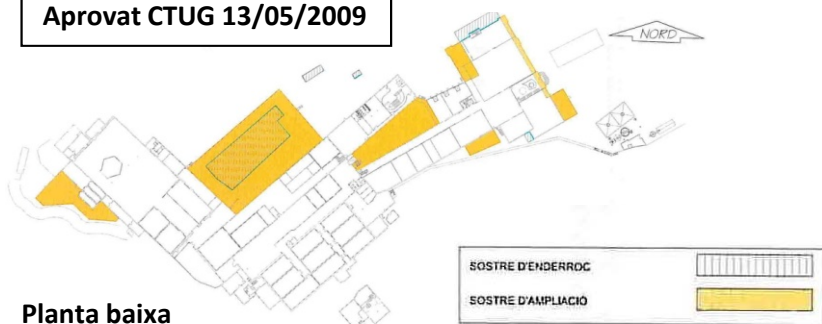 Aprovat CTUG 13/05/2009
NORD
SOSTRE D'ENDERROC
SOSTRE D'AMPLIACIÓ
Planta baixa